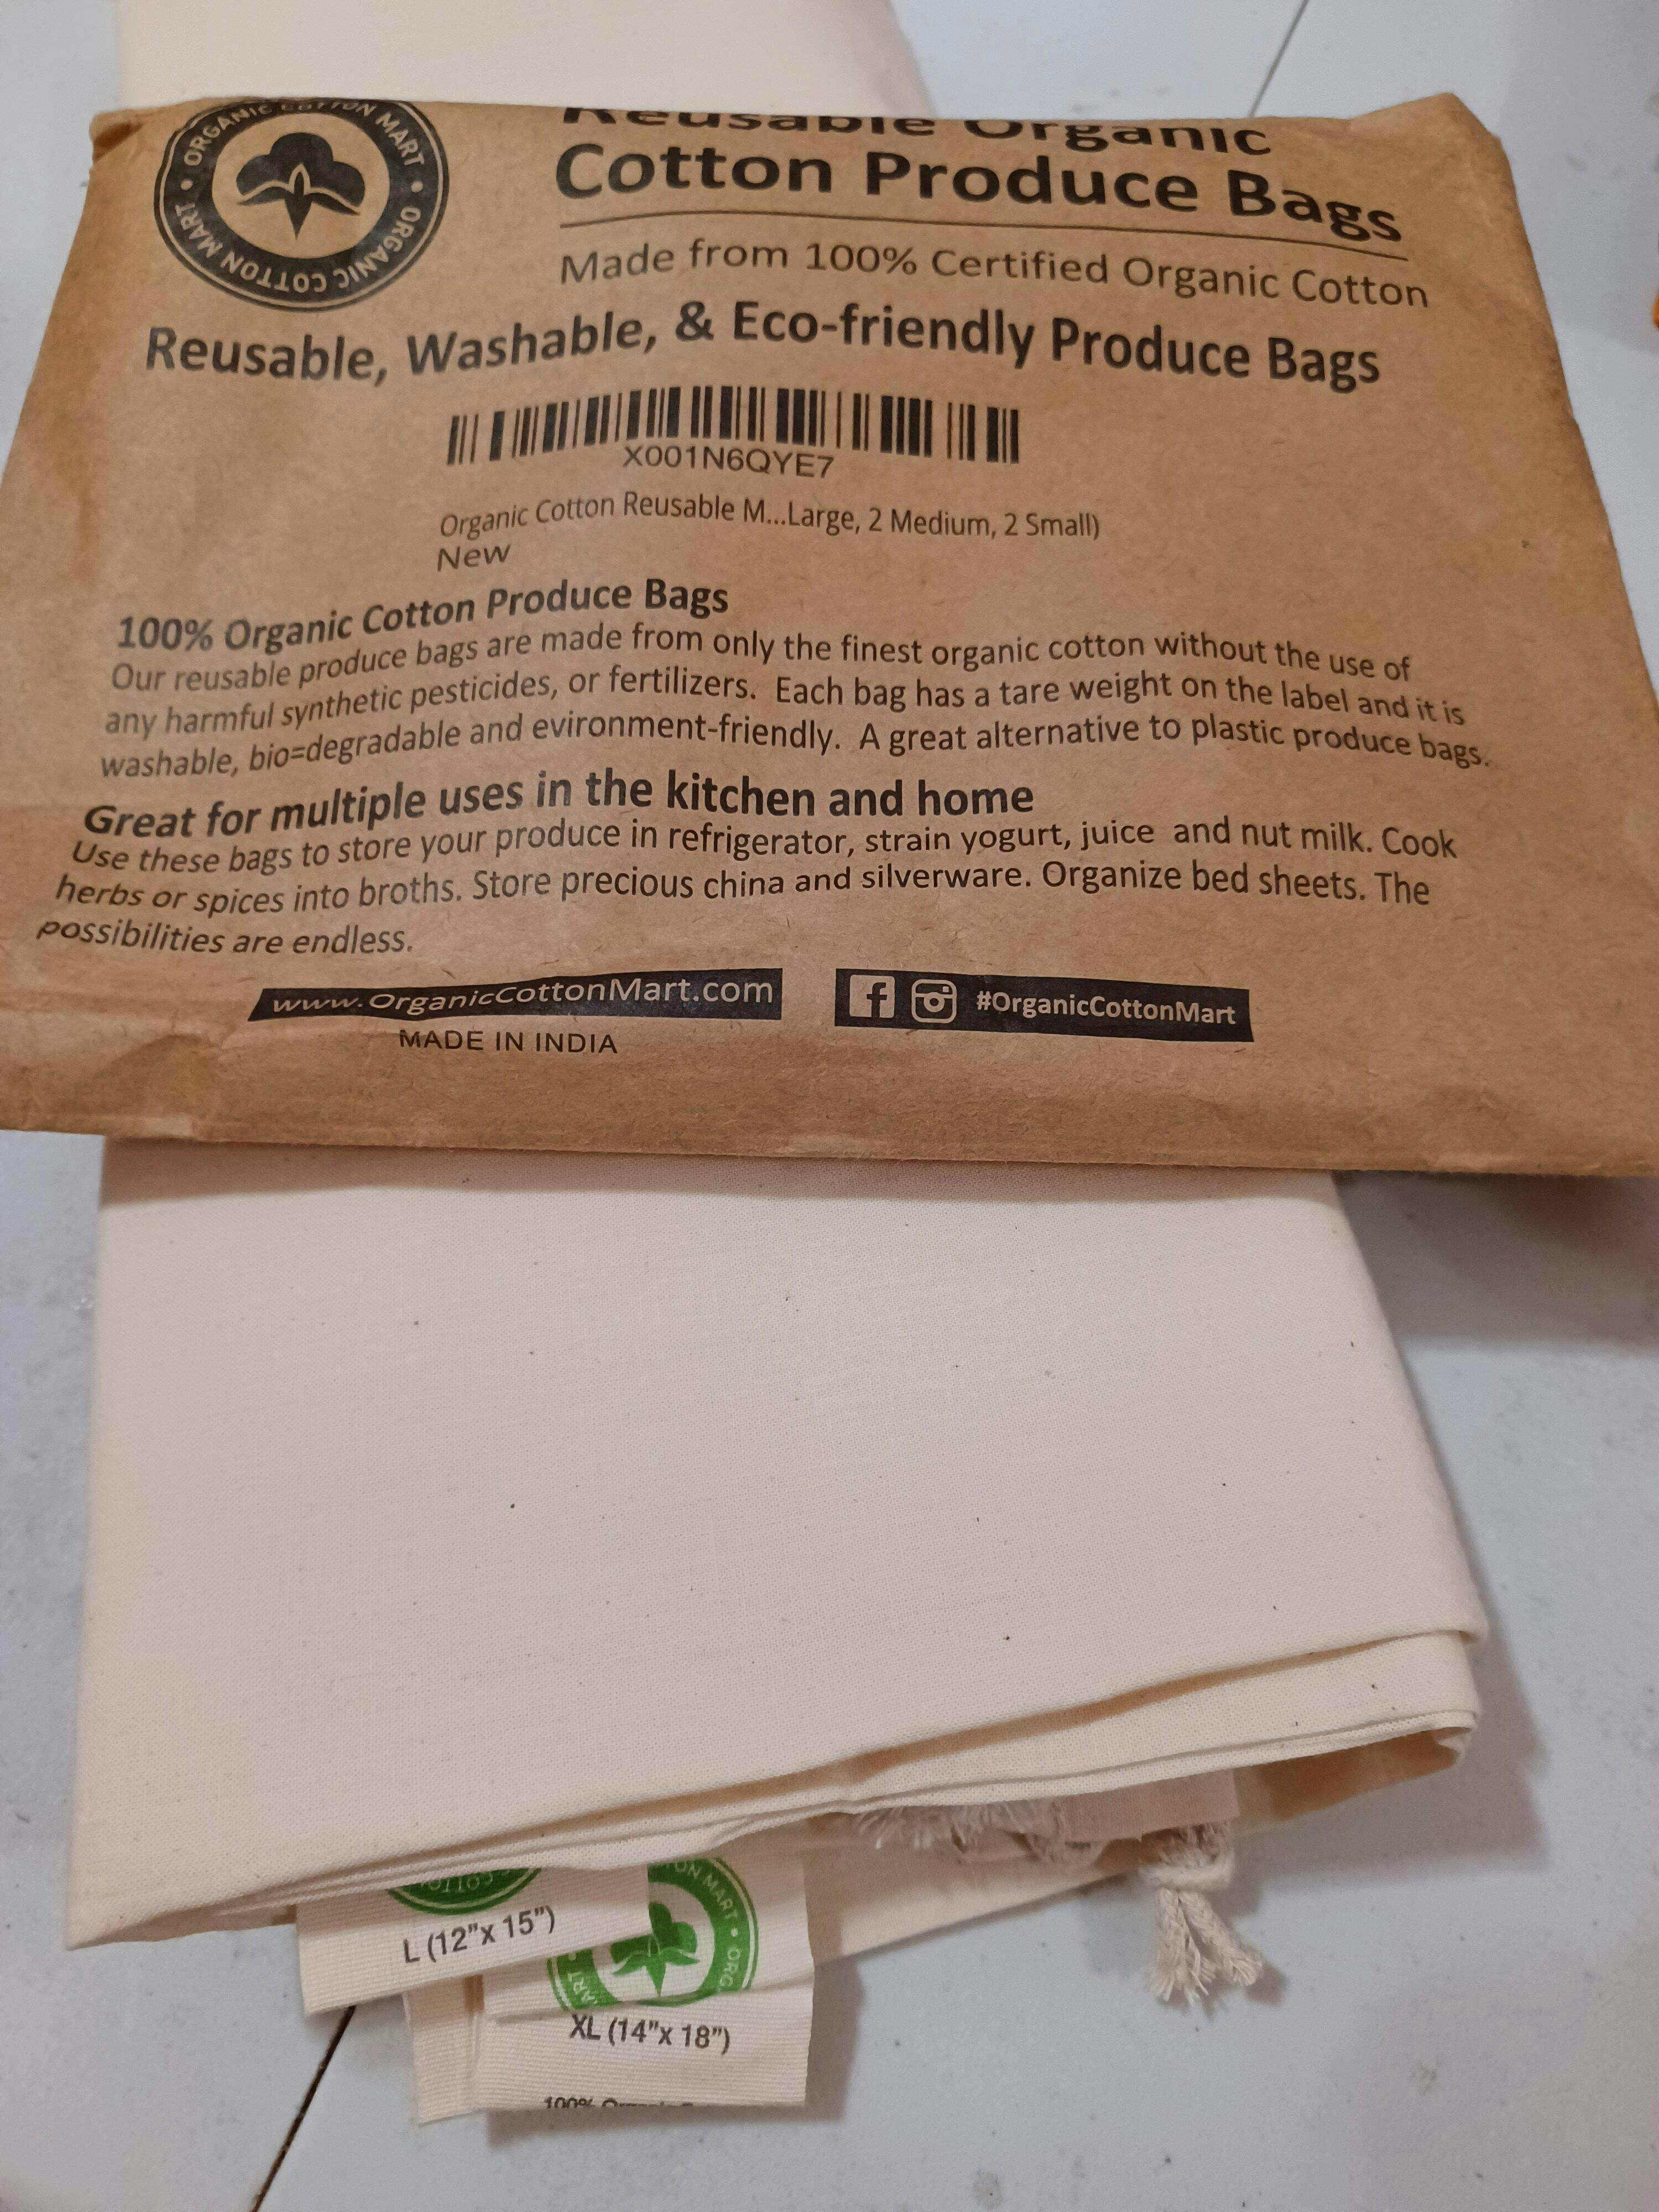 ORGANIC COTTON MART • ORGANIC COTTON MART •
Reusable Organic
Cotton Produce Bags
Made from 100% Certified Organic Cotton
Reusable, Washable, & Eco-friendly Produce Bags
X001N6QYE7
Organic Cotton Reusable M...Large, 2 Medium, 2 Small)
New
100% Organic Cotton Produce Bags
Our reusable produce bags are made from only the finest organic cotton without the use of
any harmful synthetic pesticides, or fertilizers. Each bag has a tare weight on the label and it is
washable, bio=degradable and evironment-friendly. A great alternative to plastic produce bags.
Great for multiple uses in the kitchen and home
Use these bags to store your produce in refrigerator, strain yogurt, juice and nut milk. Cook
herbs or spices into broths. Store precious china and silverware. Organize bed sheets. The
possibilities are endless.
www.OrganicCottonMart.com
#OrganicCottonMart
MADE IN INDIA
L (12"x 15")
MART • ORG
XL (14"x 18")
100%